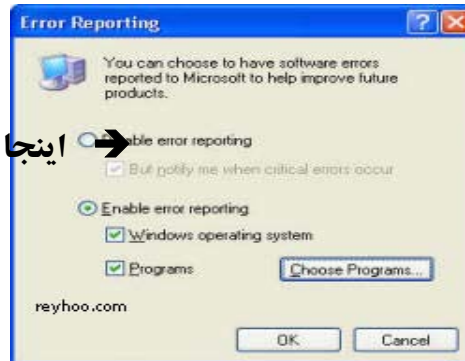 Error Reporting
You can choose to have software errors
reported to Microsoft to help improve future
products.
اینجا
able error reporting
But notify me when critical errors occur
Enable error reporting
Windows operating system
Programs
Choose Programs...
reyhoo.com
OK
Cancel